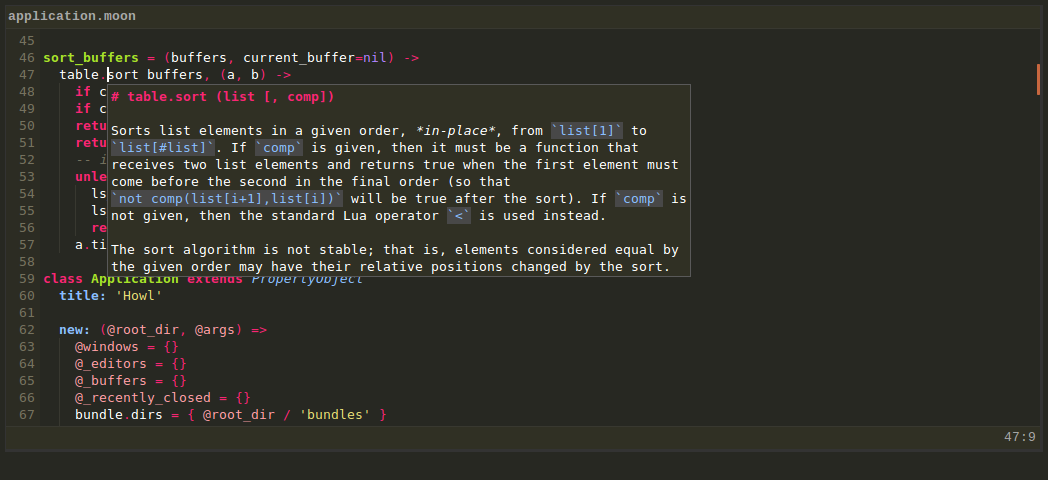 application.moon
45
46 sort_buffers = (buffers, current_buffer=nil) ->
47   table.sort buffers, (a, b) ->
48     if c
49     if c
50     retu
51     retu
52     -- i
53     unle
54       ls
55       ls
56       re
57     a.ti
# table.sort (list [, comp])
Sorts list elements in a given order, *in-place*, from `list[1]` to
`list[#list]`. If `comp` is given, then it must be a function that
receives two list elements and returns true when the first element must
come before the second in the final order (so that
`not comp(list[i+1],list[i])` will be true after the sort). If `comp` is
not given, then the standard Lua operator `<` is used instead.
The sort algorithm is not stable; that is, elements considered equal by
the given order may have their relative positions changed by the sort.
58
59 class Application extends PropertyObject
60   title: 'Howl'
61
62   new: (@root_dir, @args) =>
63     @windows = {}
64     @_editors = {}
65     @_buffers = {}
66     @_recently_closed = {}
67     bundle.dirs = { @root_dir / 'bundles' }
47:9